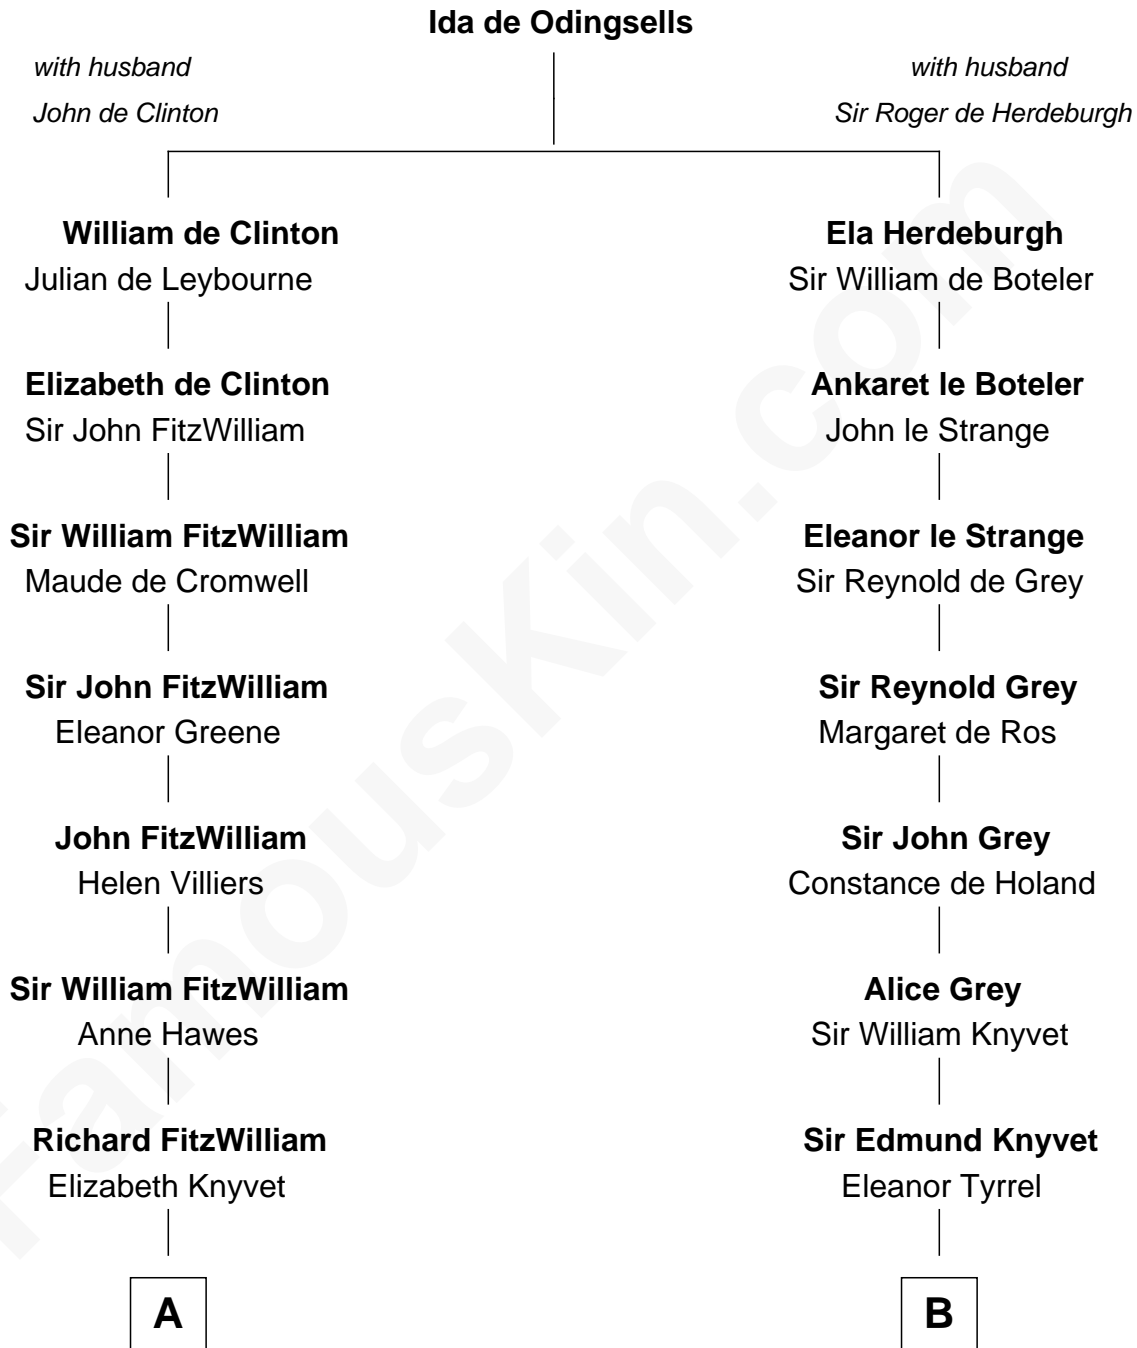 Ida de Odingsells
with husband
John de Clinton
with husband
Sir Roger de Herdeburgh
William de Clinton
Julian de Leybourne
Ela Herdeburgh
Sir William de Boteler
Elizabeth de Clinton
Sir John FitzWilliam
Ankaret le Boteler
John le Strange
Sir William FitzWilliam
Maude de Cromwell
Eleanor le Strange
Sir Reynold de Grey
Sir John FitzWilliam
Eleanor Greene
Sir Reynold Grey
Margaret de Ros
John FitzWilliam
Helen Villiers
Sir John Grey
Constance de Holand
Sir William FitzWilliam
Anne Hawes
Alice Grey
Sir William Knyvet
Richard FitzWilliam
Elizabeth Knyvet
Sir Edmund Knyvet
Eleanor Tyrrel
A
B
FamousKin.com